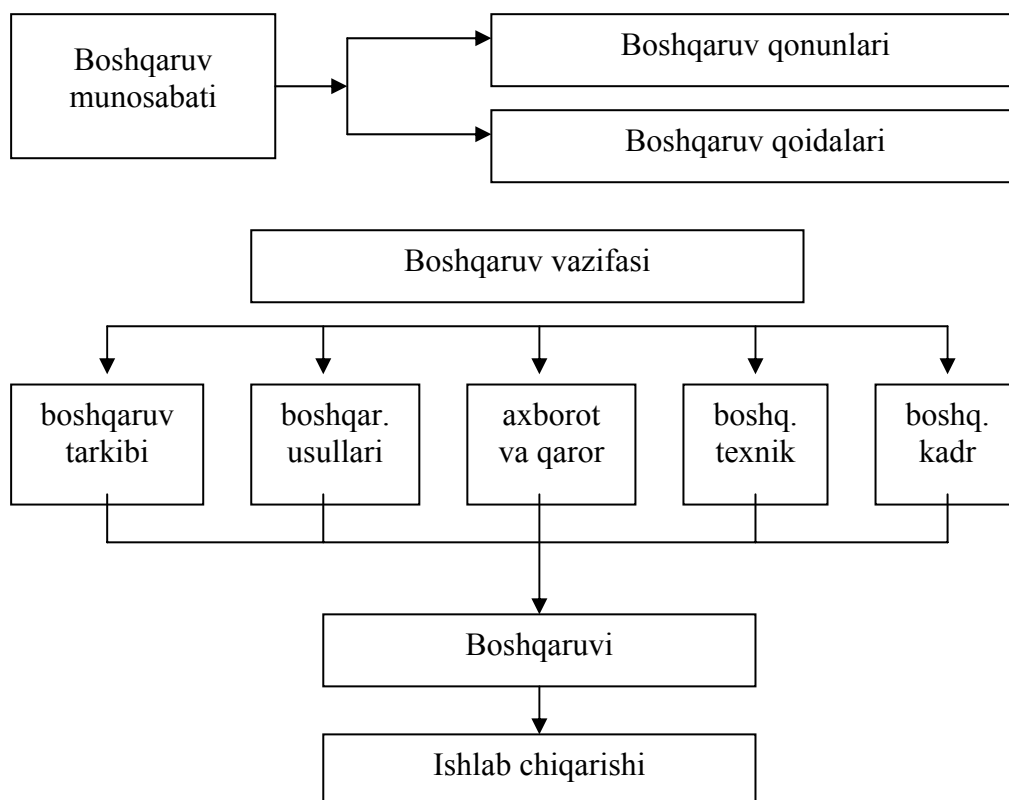 Boshqaruv
munosabati
Boshqaruv qonunlari
Boshqaruv qoidalari
Boshqaruv vazifasi
boshqaruv
tarkibi
boshqar.
usullari
axborot
va qaror
boshq.
texnik
boshq.
kadr
Boshqaruvi
Ishlab chiqarishi